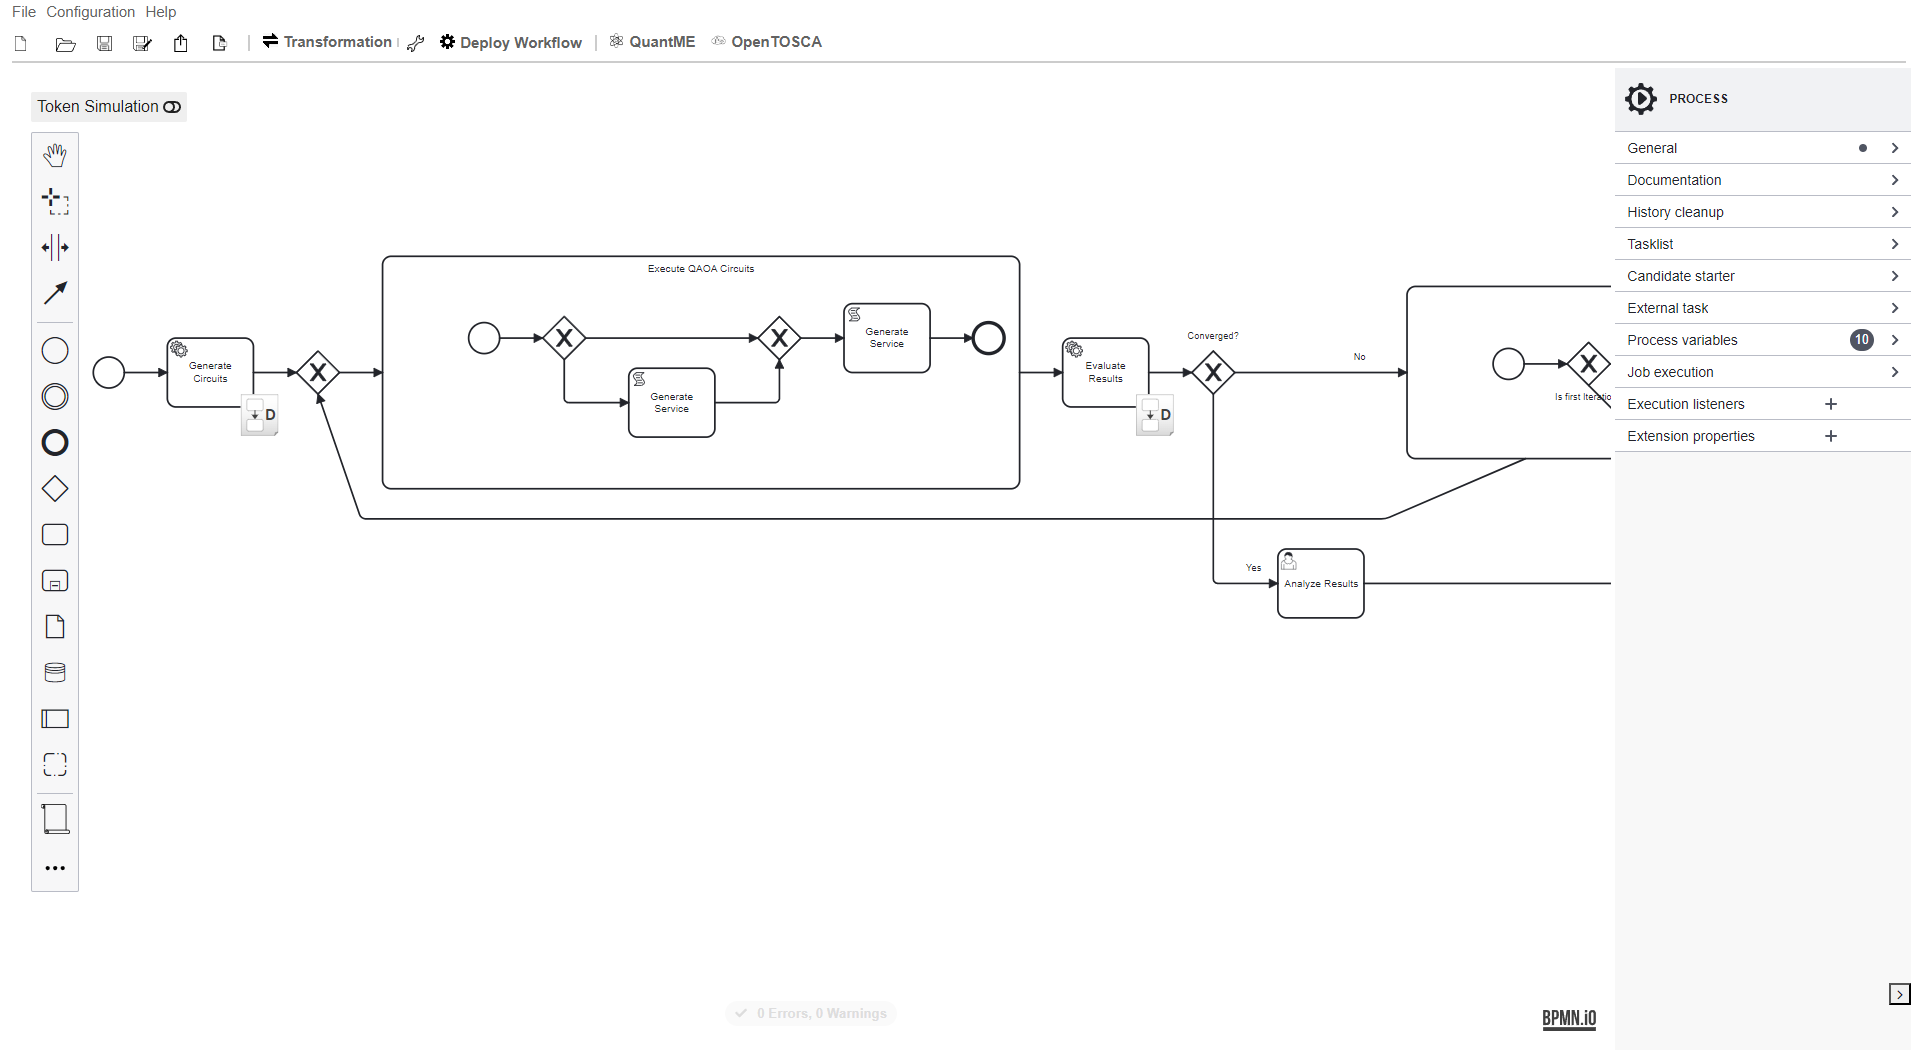 File Configuration Help
Transformation Deploy Workflow QuantME OpenTOSCA
Token Simulation
PROCESS
General
Documentation
History cleanup
Tasklist
Candidate starter
External task
Process variables 10
Job execution
Execution listeners
Extension properties
Execute QAOA Circuits
Generate
Circuits
D
Generate
Service
Generate
Service
Evaluate
Results
D
Converged?
No
Is first Iteratio
Yes
Analyze Results
0 Errors, 0 Warnings
BPMN.iO